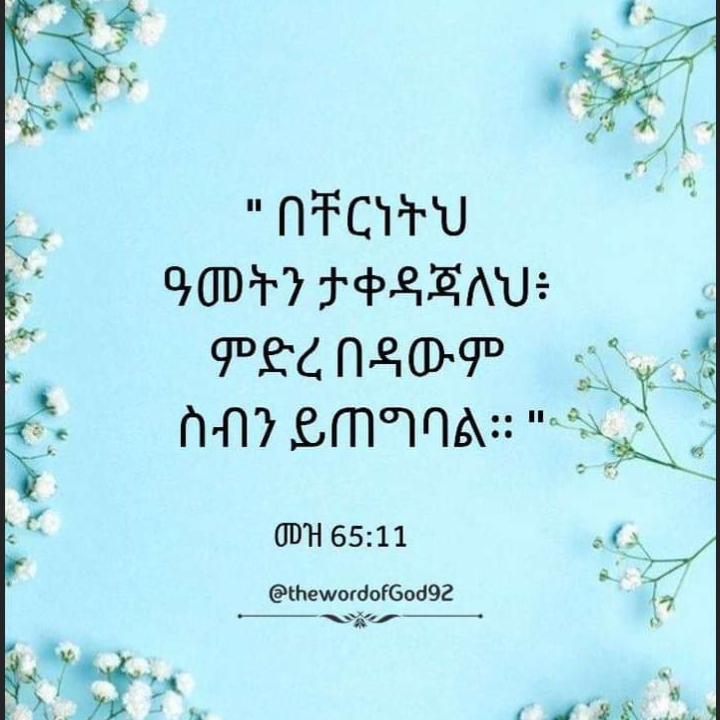 " በቸርነትህ
ዓመትን ታቀዳጃለህ፥
ምድረ በዳውም
ስብን ይጠግባል። "
መዝ 65:11
@thewordofGod92